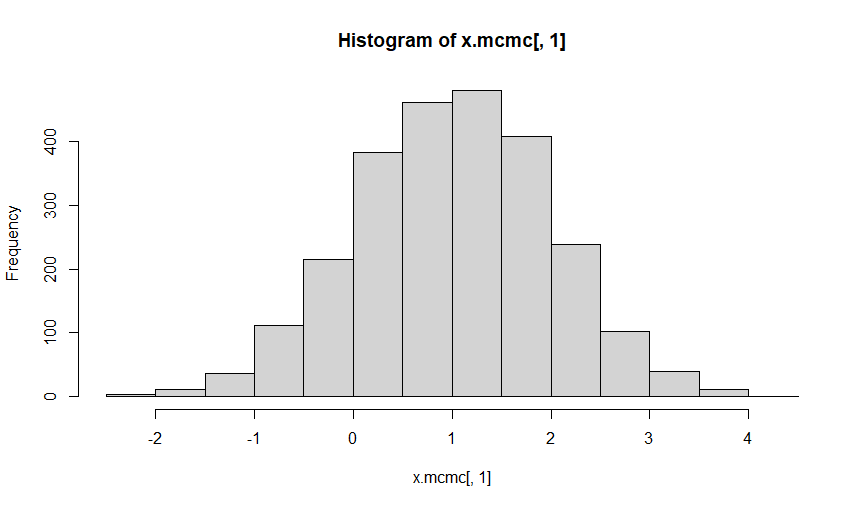 Histogram of x.mcmc[, 1]
Frequency
400
300
200
100
0
-2 -1 0 1 2 3 4
x.mcmc[, 1]